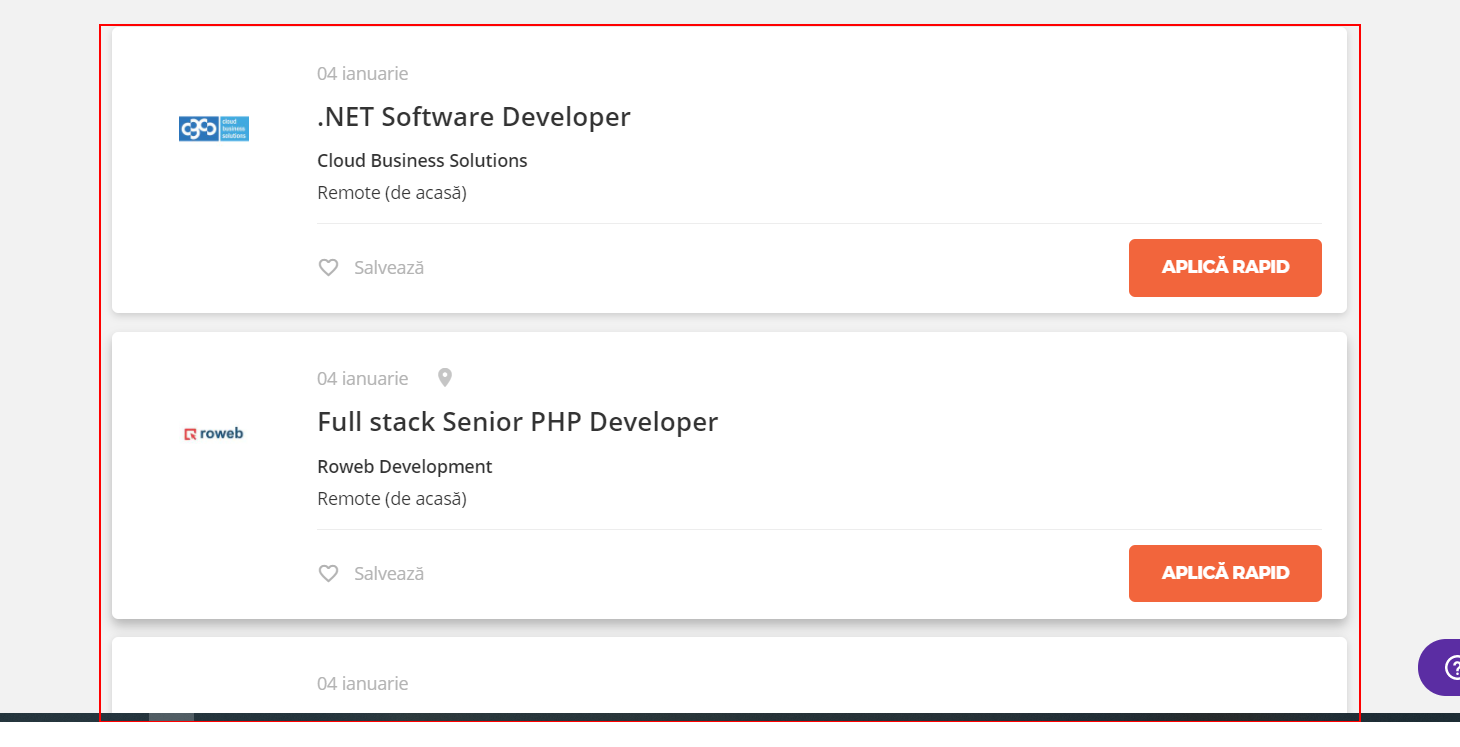 04 ianuarie
.NET Software Developer
cloud
business
solutions
Cloud Business Solutions
Remote (de acasă)
Salvează
APLICĂ RAPID
04 ianuarie
Full stack Senior PHP Developer
roweb
Roweb Development
Remote (de acasă)
Salvează
APLICĂ RAPID
04 ianuarie